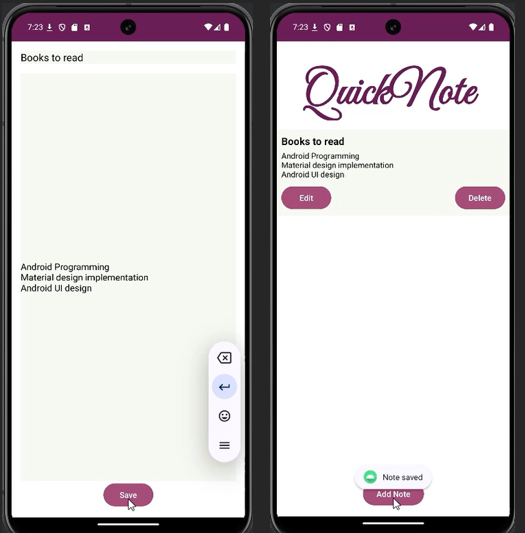 7:23
Books to read
Android Programming
Material design implementation
Android UI design
Save
7:23
QuickNote
Books to read
Android Programming
Material design implementation
Android UI design
Edit
Delete
Note saved
Add Note